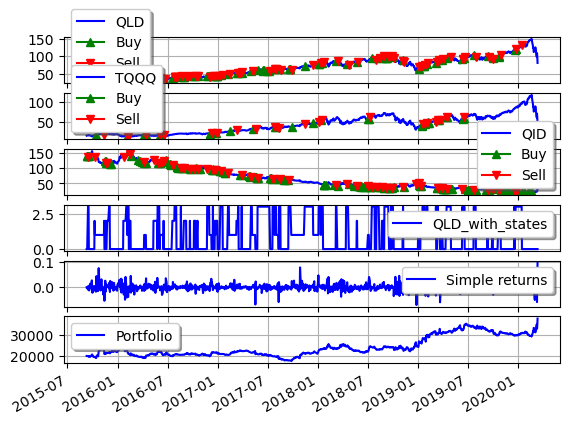 QLD
Buy
Sell
150
100
50
TQQQ
Buy
Sell
100
50
QID
Buy
Sell
150
100
50
QLD_with_states
2.5
0.0
Simple returns
0.1
0.0
Portfolio
30000
20000
2015-07
2016-01
2016-07
2017-01
2017-07
2018-01
2018-07
2019-01
2019-07
2020-01